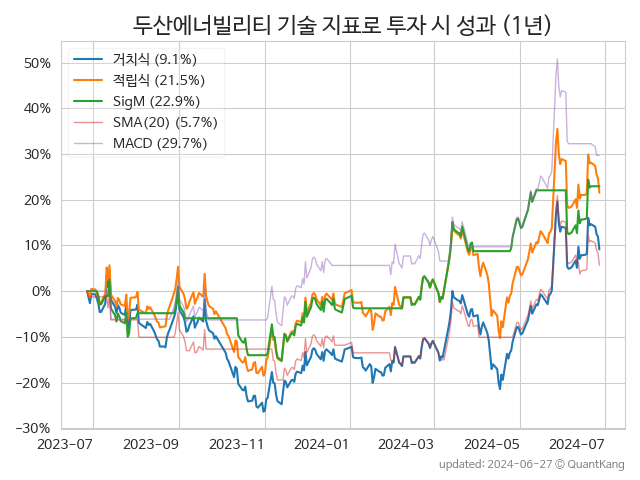 두산에너빌리티 기술 지표로 투자 시 성과 (1년)
거치식 (9.1%)
적립식 (21.5%)
SigM (22.9%)
SMA(20) (5.7%)
MACD (29.7%)
50%
40%
30%
20%
10%
0%
−10%
−20%
−30%
2023-07 2023-09 2023-11 2024-01 2024-03 2024-05 2024-07
updated: 2024-06-27 ⓒ QuantKang